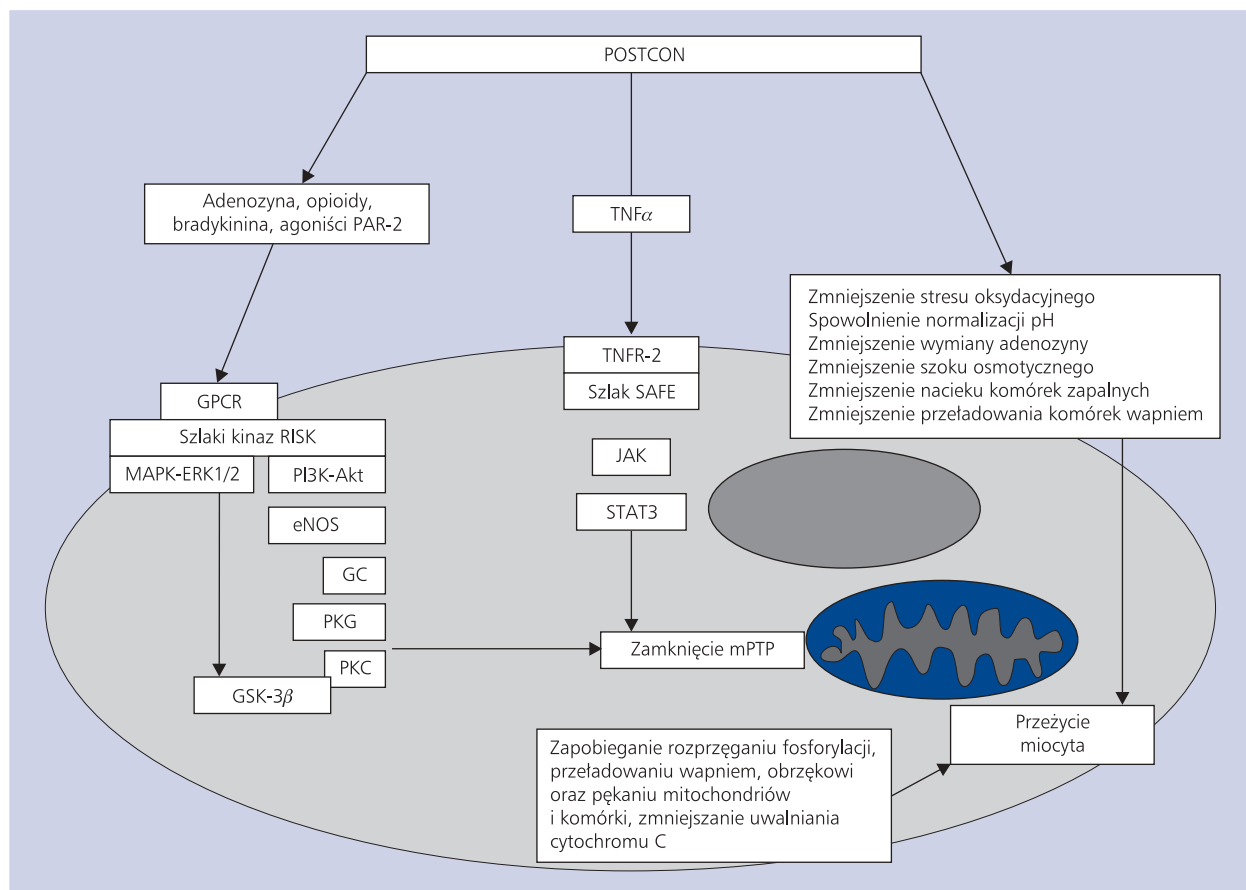 POSTCON
Adenozyna, opioidy,
bradykinina, agoniści PAR-2
TNFα
Zmniejszenie stresu oksydacyjnego
Spowolnienie normalizacji pH
Zmniejszenie wymiany adenozyny
Zmniejszenie szoku osmotycznego
Zmniejszenie nacieku komórek zapalnych
Zmniejszenie przeładowania komórek wapniem
GPCR
Szlaki kinaz RISK
MAPK-ERK1/2
PI3K-Akt
eNOS
GC
PKG
PKC
GSK-3β
TNFR-2
Szlak SAFE
JAK
STAT3
Zamknięcie mPTP
Zapobieganie rozprzęganiu fosforylacji,
przeładowaniu wapniem, obrzękowi
oraz pękaniu mitochondriów
i komórki, zmniejszanie uwalniania
cytochromu C
Przeżycie
miocyta